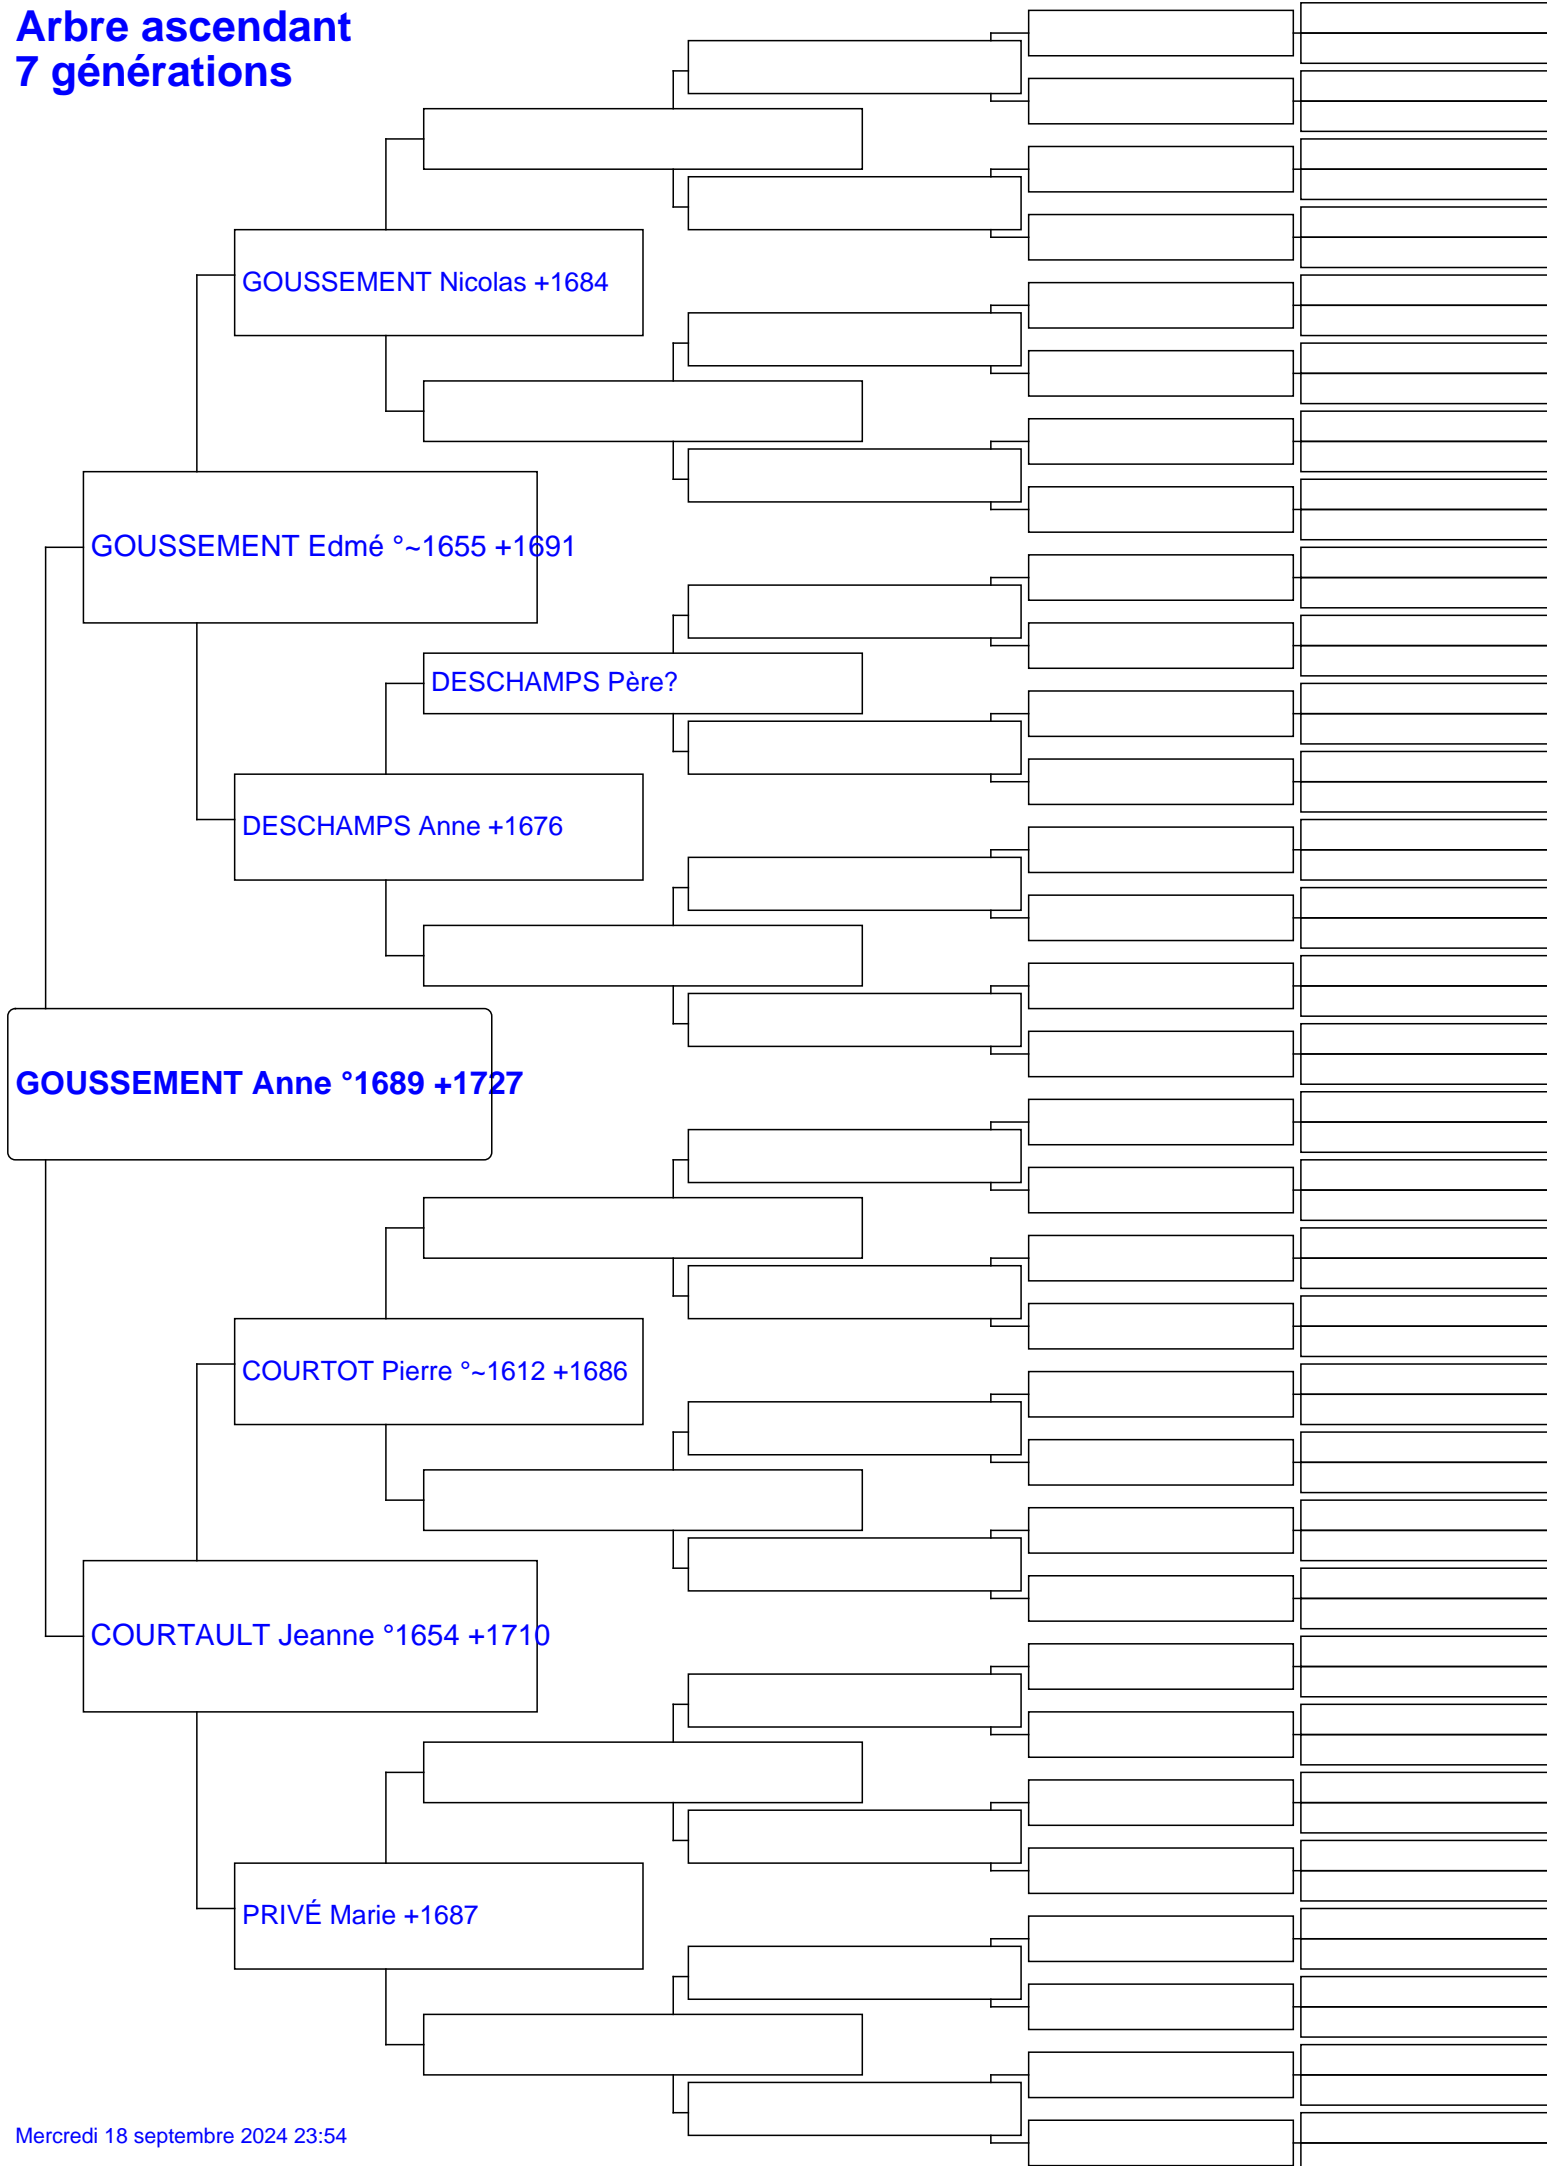 Arbre ascendant
7 générations
GOUSSEMENT Nicolas +1684
GOUSSEMENT Edmé °~1655 +1691
DESCHAMPS Père?
DESCHAMPS Anne +1676
GOUSSEMENT Anne °1689 +1727
COURTOT Pierre °~1612 +1686
COURTAULT Jeanne °1654 +1710
PRIVÉ Marie +1687
Mercredi 18 septembre 2024 23:54